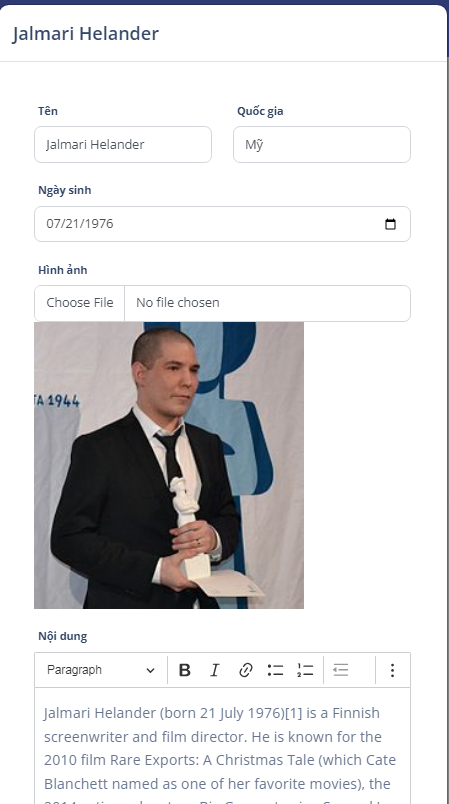 Jalmari Helander
Tên
Quốc gia
Jalmari Helander
Mỹ
Ngày sinh
07/21/1976
Hình ảnh
Choose File
No file chosen
TA 1944
Nội dung
Paragraph
B I
Jalmari Helander (born 21 July 1976)[1] is a Finnish
screenwriter and film director. He is known for the
2010 film Rare Exports: A Christmas Tale (which Cate
Blanchett named as one of her favorite movies), the